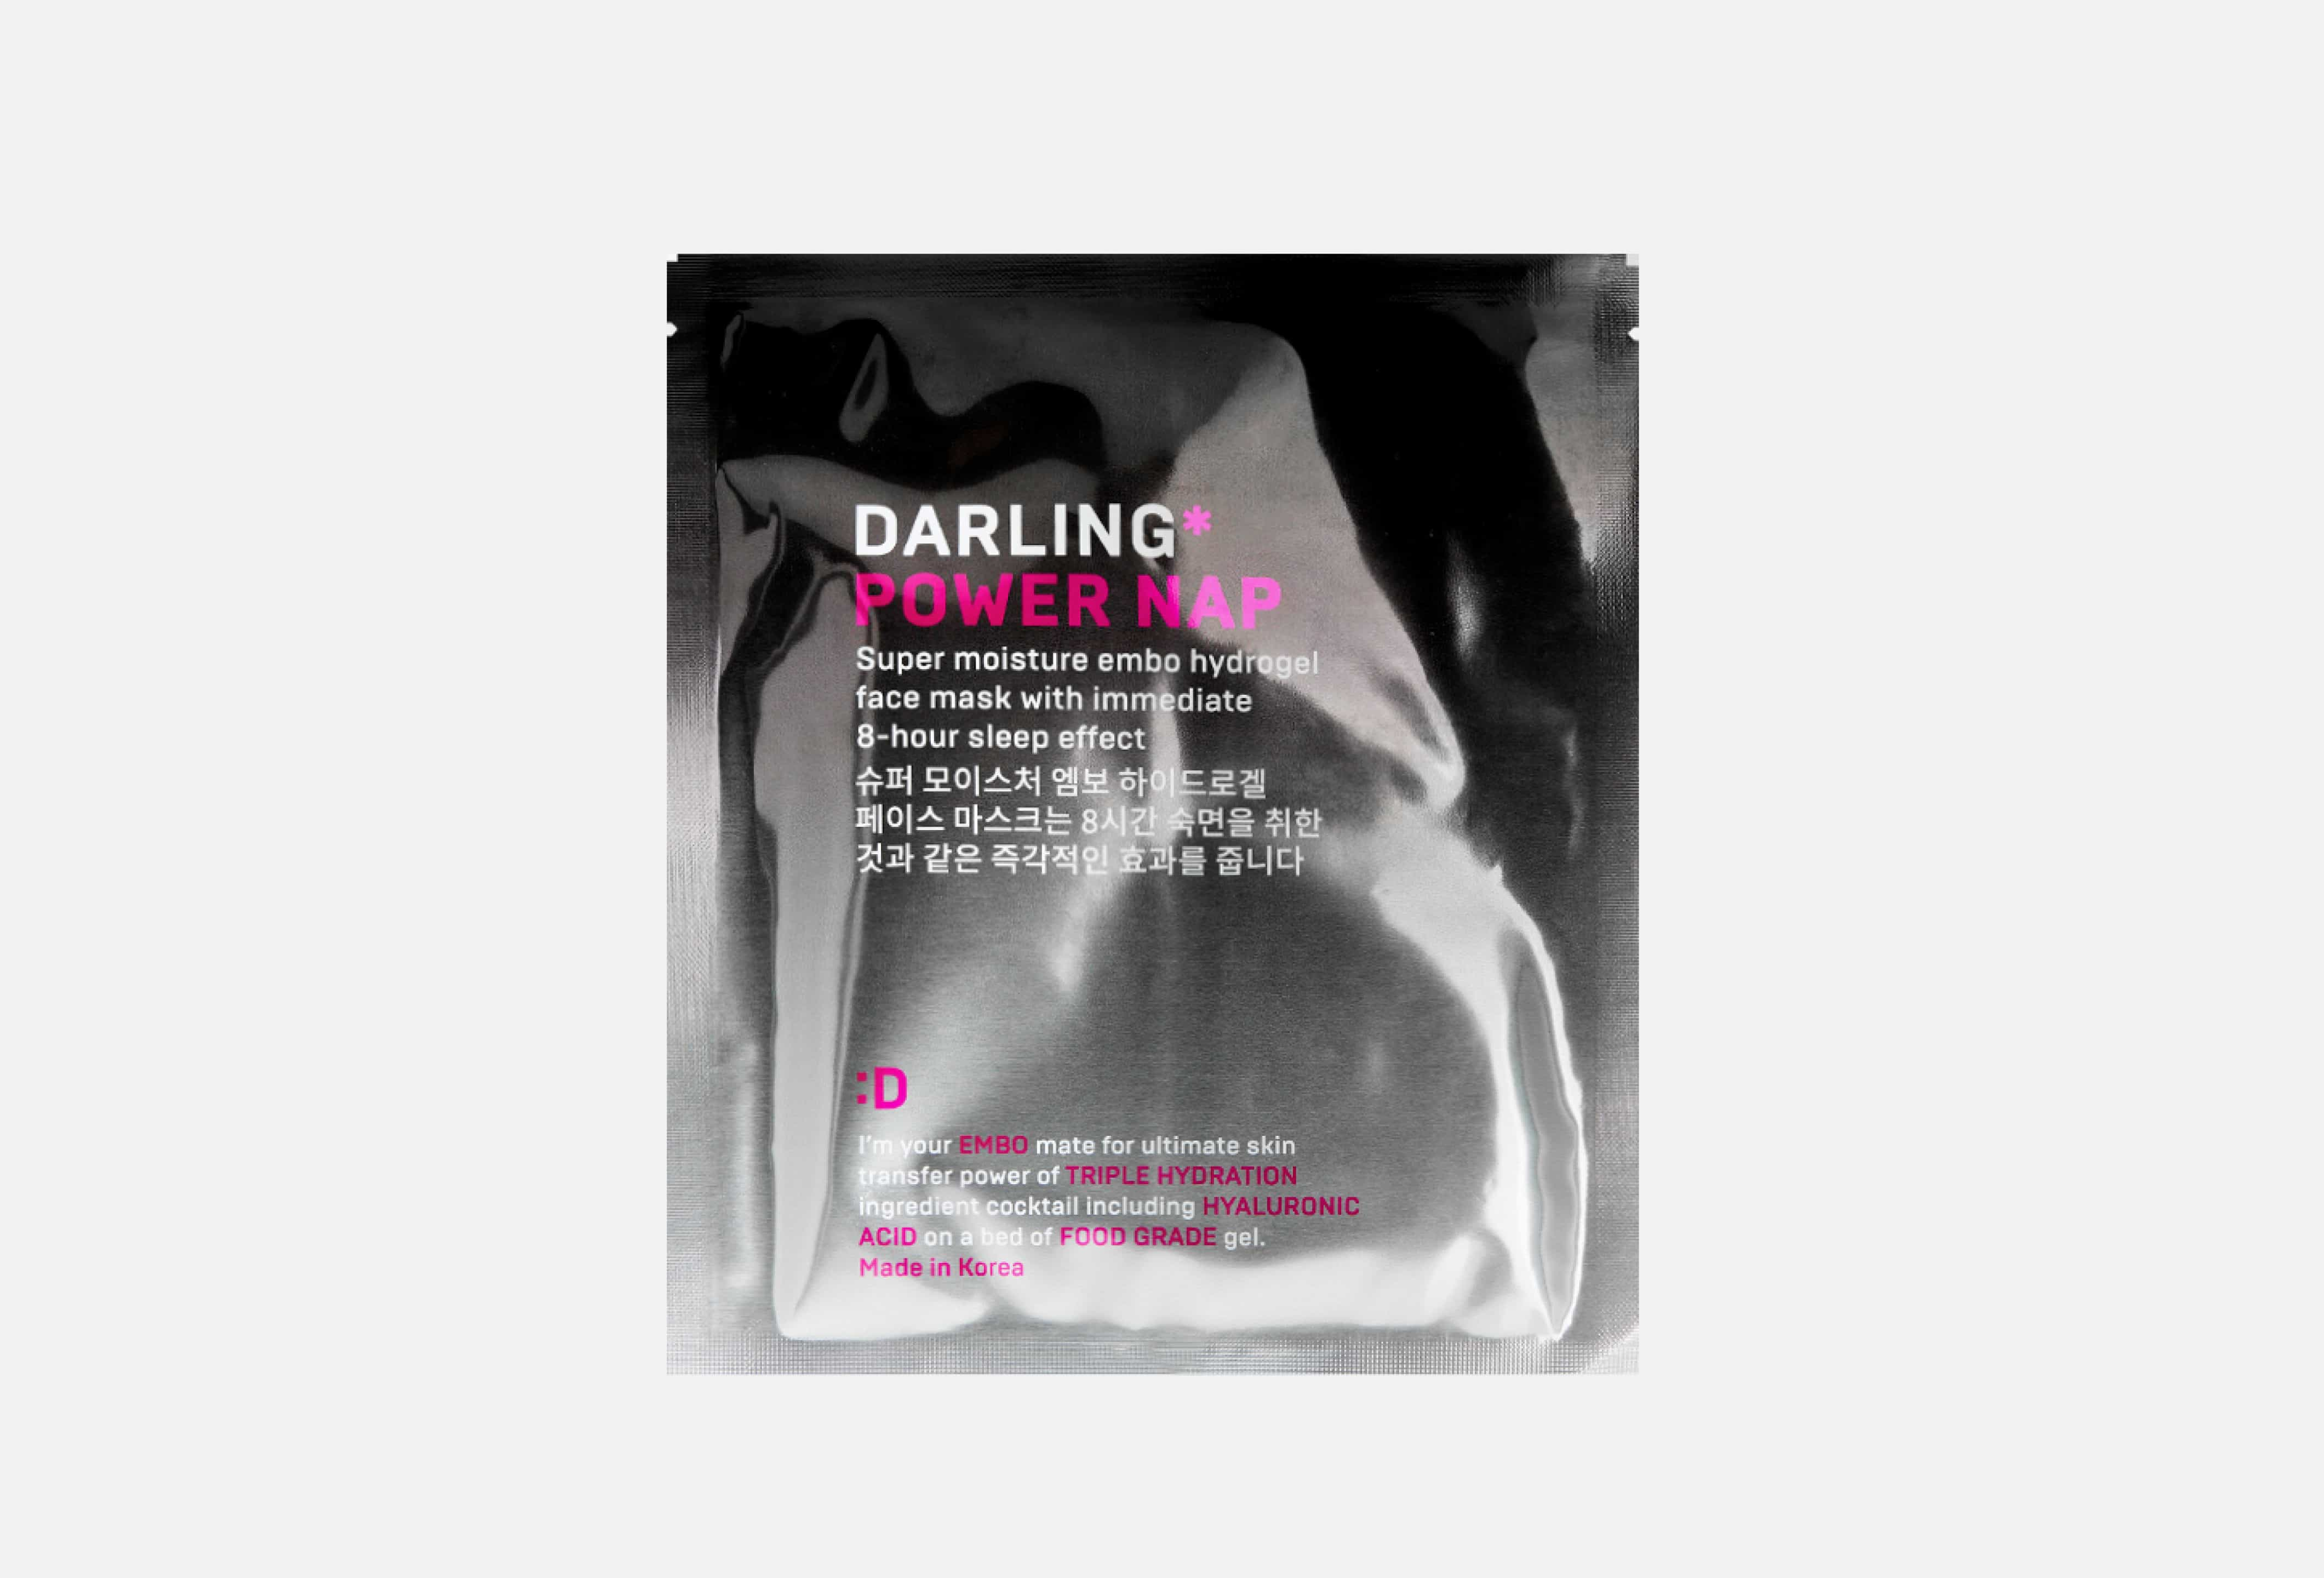 DARLING*
POWER NAP
Super moisture embo hydrogel
face mask with immediate
8-hour sleep effect
슈퍼 모이스처 엠보 하이드로겔
페이스 마스크는 8시간 숙면을 취한
것과 같은 즉각적인 효과를 줍니다
:D
I'm your EMBO mate for ultimate skin
transfer power of TRIPLE HYDRATION
ingredient cocktail including HYALURONIC
ACID on a bed of FOOD GRADE gel.
Made in Korea